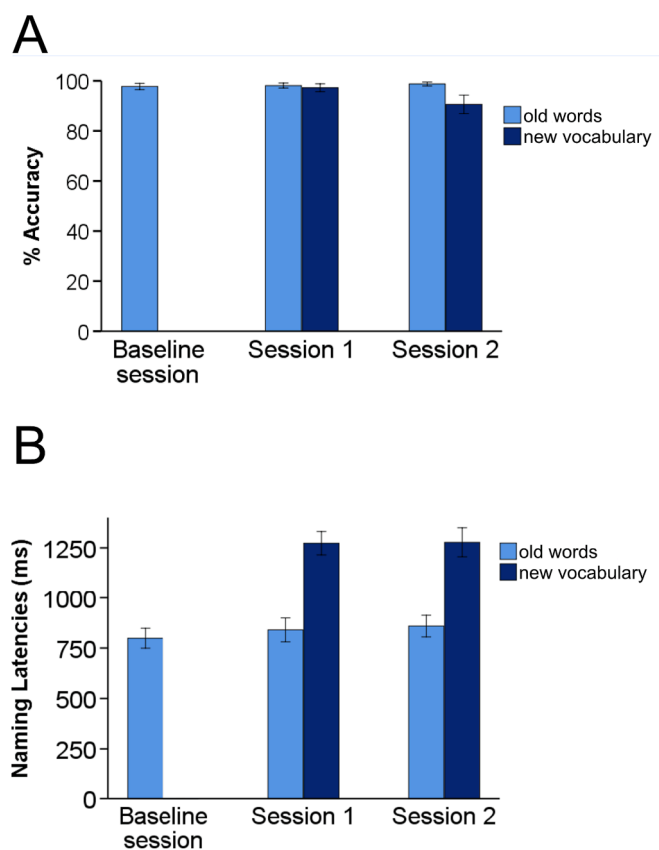 A
% Accuracy
100
80
60
40
20
0
old words
new vocabulary
Baseline
session
Session 1
Session 2
B
Naming Latencies (ms)
1250
1000
750
500
250
0
old words
new vocabulary
Baseline
session
Session 1
Session 2